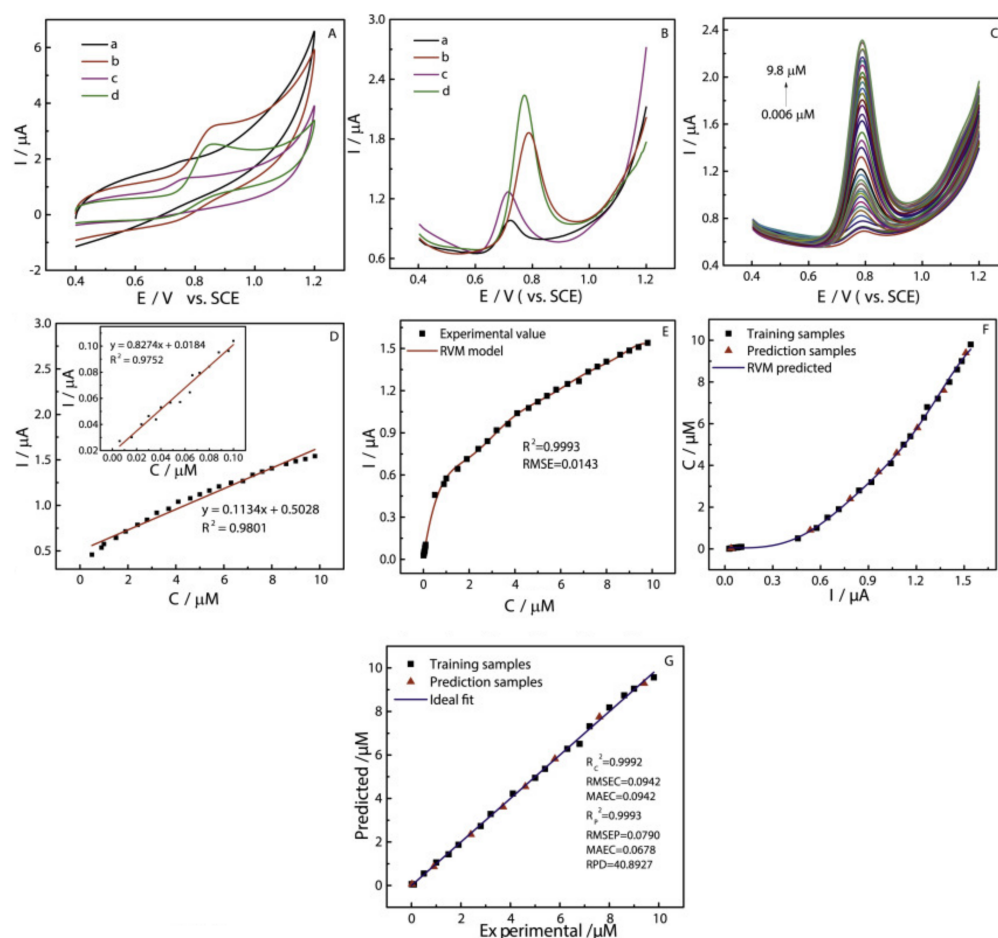 A
a
b
c
d
6
4
2
0
-2
I / μA
0.4 0.6 0.8 1.0 1.2
E / V vs. SCE
B
a
b
c
d
3.0
2.4
1.8
1.2
0.6
I / μA
0.4 0.6 0.8 1.0 1.2
E / V ( vs. SCE)
C
9.8 μM
0.006 μM
2.4
1.8
1.2
0.6
I / μA
0.4 0.6 0.8 1.0 1.2
E / V ( vs. SCE)
D
3.0
2.5
2.0
1.5
1.0
0.5
I / μA
y = 0.8274x + 0.0184
R² = 0.9752
0.10
0.08
0.06
0.04
0.02
I / μA
0.00 0.02 0.04 0.06 0.08 0.10
C / μM
y = 0.1134x + 0.5028
R² = 0.9801
0 2 4 6 8 10
C / μM
E
Experimental value
RVM model
1.5
1.2
0.9
0.6
0.3
0.0
I / μA
R²=0.9993
RMSE=0.0143
0 2 4 6 8 10
C / μM
F
Training samples
Prediction samples
RVM predicted
10
8
6
4
2
0
C / μM
0.0 0.3 0.6 0.9 1.2 1.5
I / μA
G
Training samples
Prediction samples
Ideal fit
10
8
6
4
2
0
Predicted /μM
R_C²=0.9992
RMSEC=0.0942
MAEC=0.0942
R_P²=0.9993
RMSEP=0.0790
MAEC=0.0678
RPD=40.8927
0 2 4 6 8 10
Ex perimental /μM